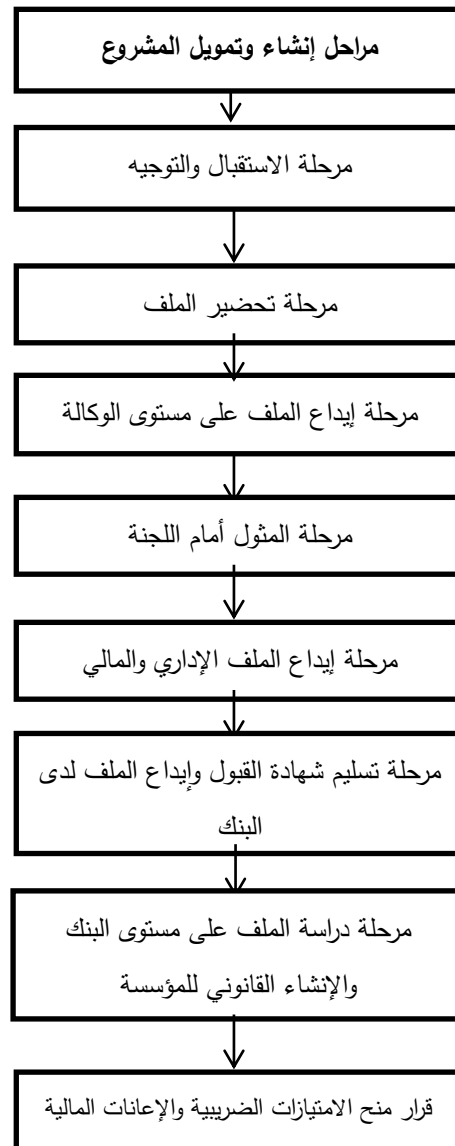 مراحل إنشاء وتمويل المشروع
مرحلة الاستقبال والتوجيه
مرحلة تحضير الملف
مرحلة إيداع الملف على مستوى الوكالة
مرحلة المثول أمام اللجنة
مرحلة إيداع الملف الإداري والمالي
مرحلة تسليم شهادة القبول وإيداع الملف لدى
البنك
مرحلة دراسة الملف على مستوى البنك
والإنشاء القانوني للمؤسسة
قرار منح الامتيازات الضريبية والإعانات المالية